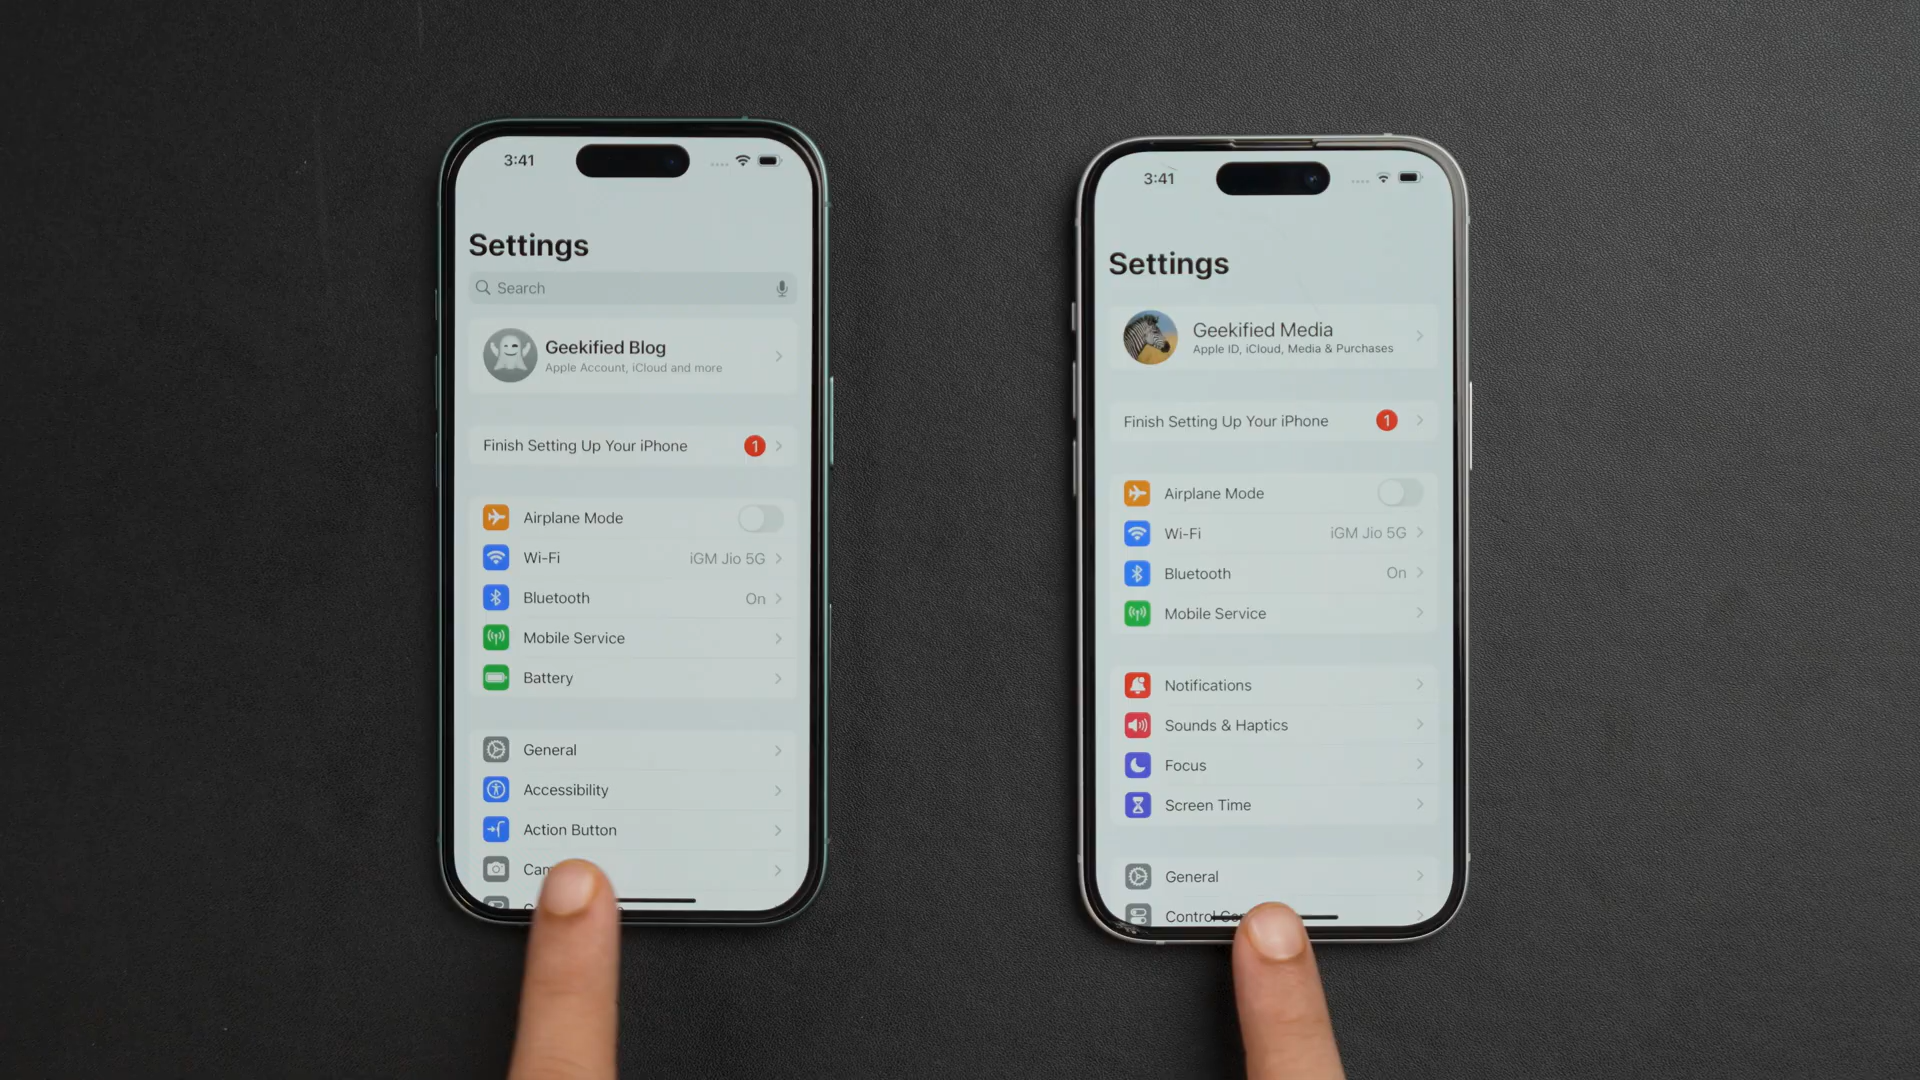 3:41
Settings
Search
Geekified Blog
Apple Account, iCloud and more
Finish Setting Up Your iPhone
1
Airplane Mode
Wi-Fi
iGM Jio 5G
Bluetooth
On
Mobile Service
Battery
General
Accessibility
Action Button
3:41
Settings
Geekified Media
Apple ID, iCloud, Media & Purchases
Finish Setting Up Your iPhone
1
Airplane Mode
Wi-Fi
iGM Jio 5G
Bluetooth
On
Mobile Service
Notifications
Sounds & Haptics
Focus
Screen Time
General
Control